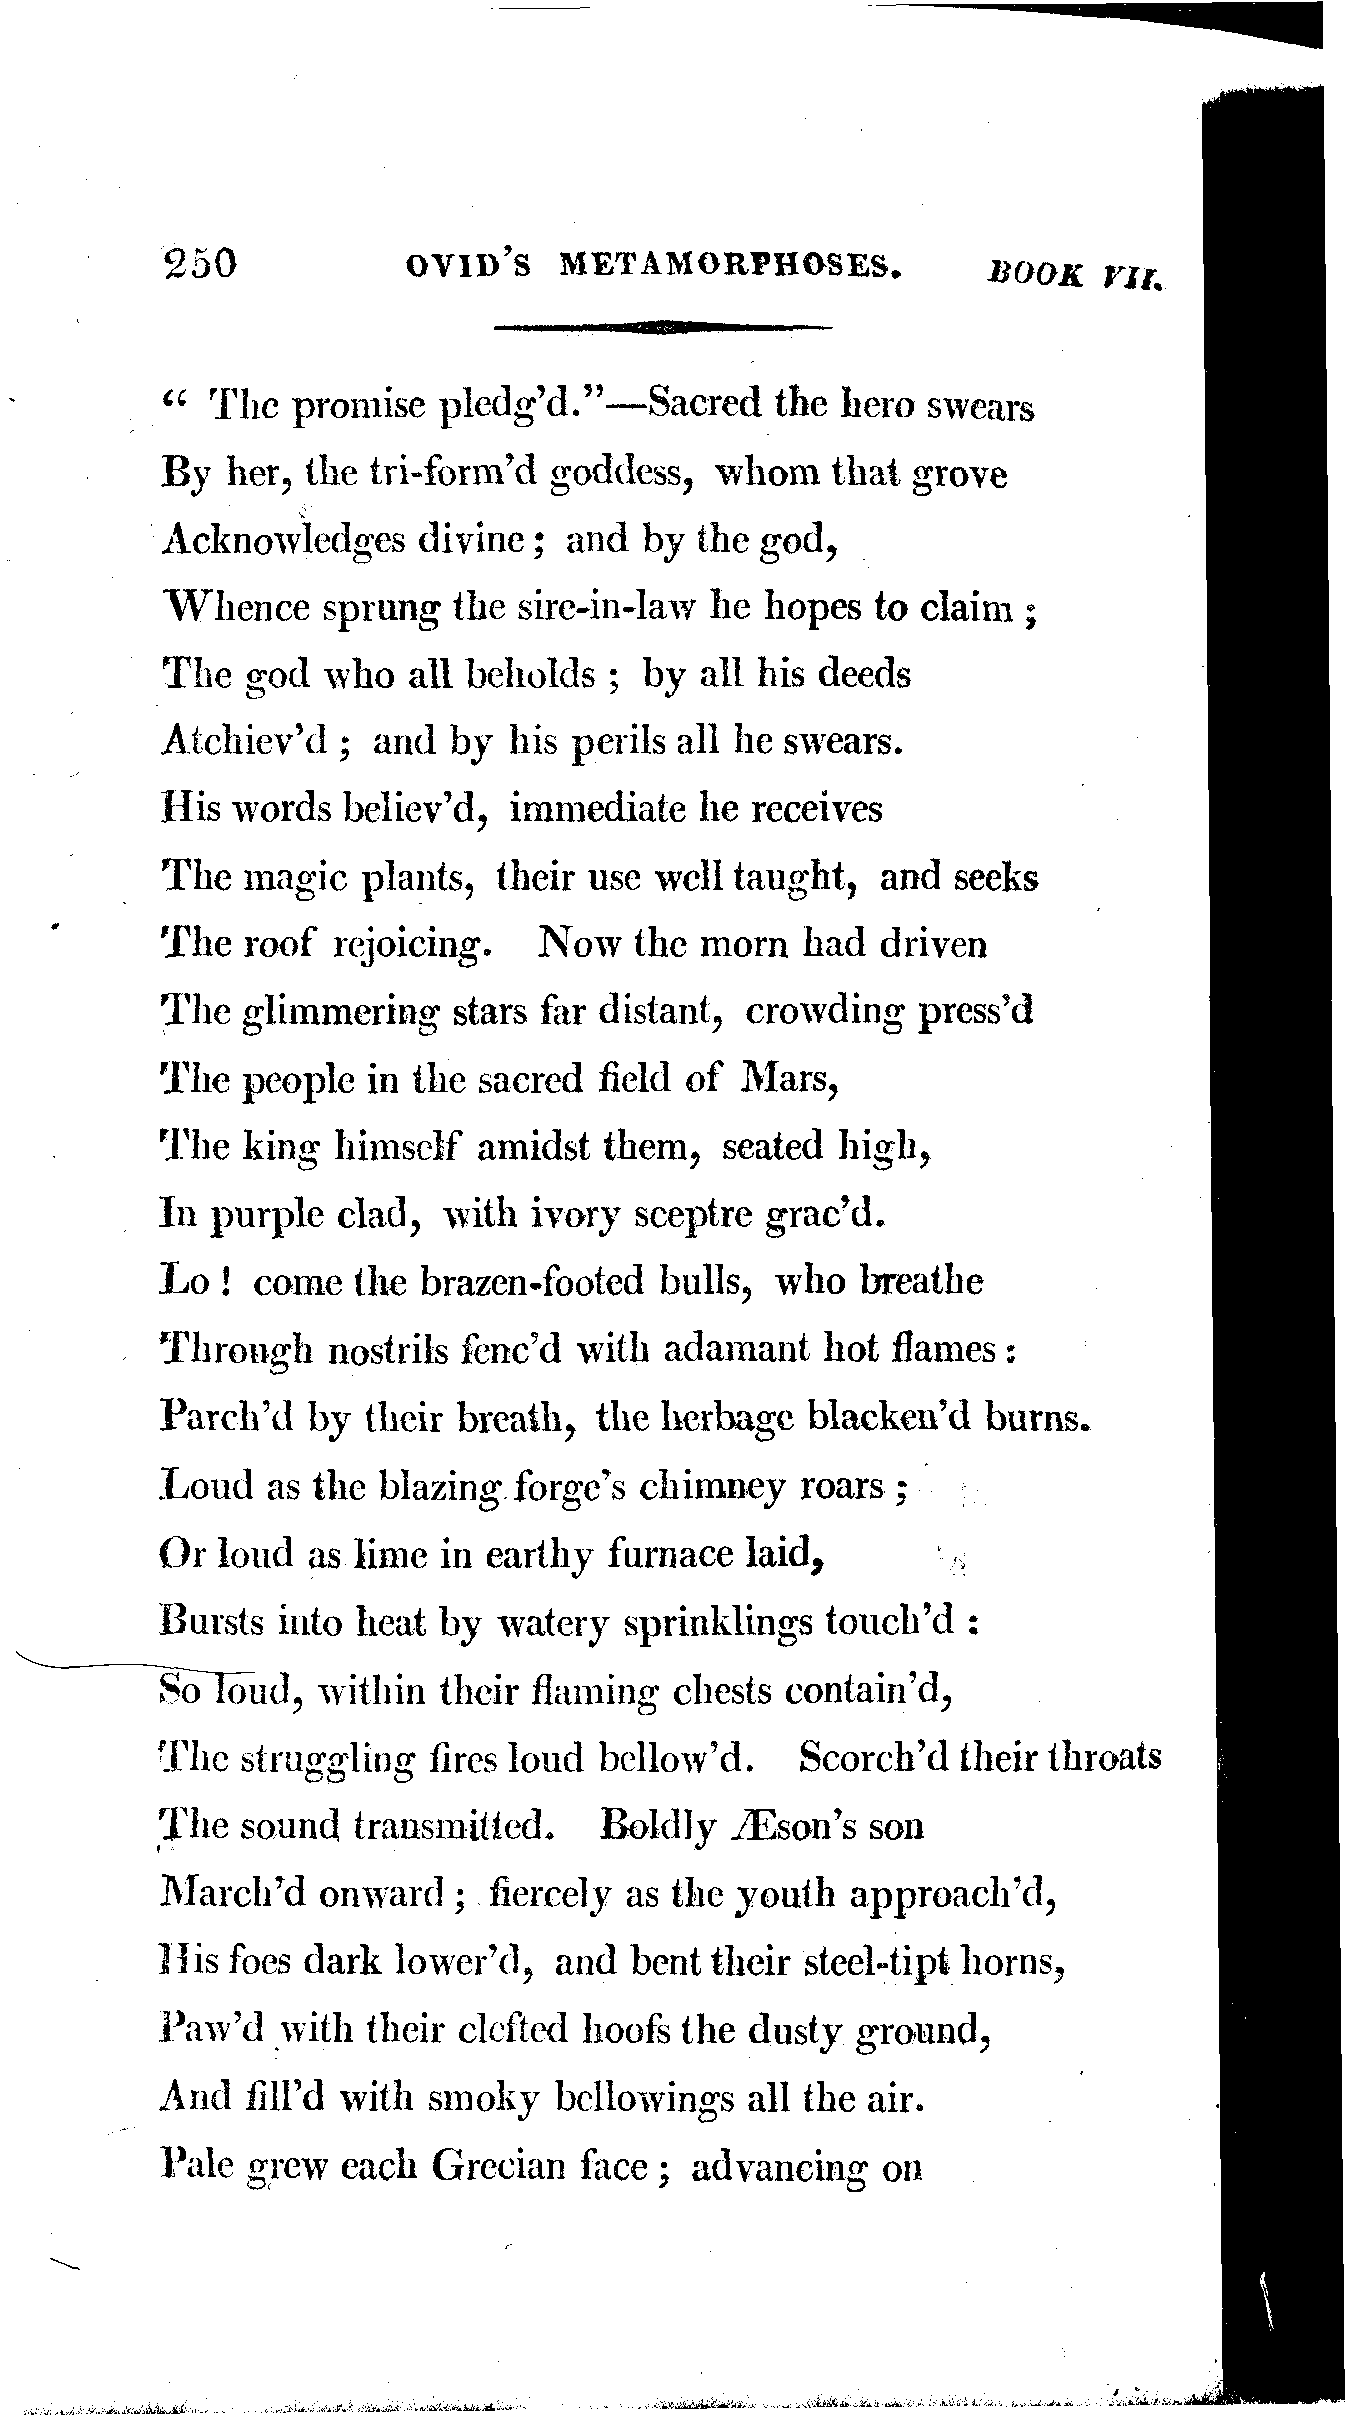 250 OVID'S METAMORPHOSES. BOOK VII.
“ The promise pledg'd.”—Sacred the hero swears
By her, the tri-form'd goddess, whom that grove
Acknowledges divine ; and by the god,
Whence sprung the sire-in-law he hopes to claim ;
The god who all beholds ; by all his deeds
Atchiev'd ; and by his perils all he swears.
His words believ'd, immediate he receives
The magic plants, their use well taught, and seeks
The roof rejoicing. Now the morn had driven
The glimmering stars far distant, crowding press'd
The people in the sacred field of Mars,
The king himself amidst them, seated high,
In purple clad, with ivory sceptre grac'd.
Lo ! come the brazen-footed bulls, who breathe
Through nostrils fenc'd with adamant hot flames :
Parch'd by their breath, the herbage blacken'd burns.
Loud as the blazing forge's chimney roars ;
Or loud as lime in earthy furnace laid,
Bursts into heat by watery sprinklings touch'd :
So loud, within their flaming chests contain'd,
The struggling fires loud bellow'd. Scorch'd their throats
The sound transmitted. Boldly Æson's son
March'd onward ; fiercely as the youth approach'd,
His foes dark lower'd, and bent their steel-tipt horns,
Paw'd with their clefted hoofs the dusty ground,
And fill'd with smoky bellowings all the air.
Pale grew each Grecian face ; advancing on